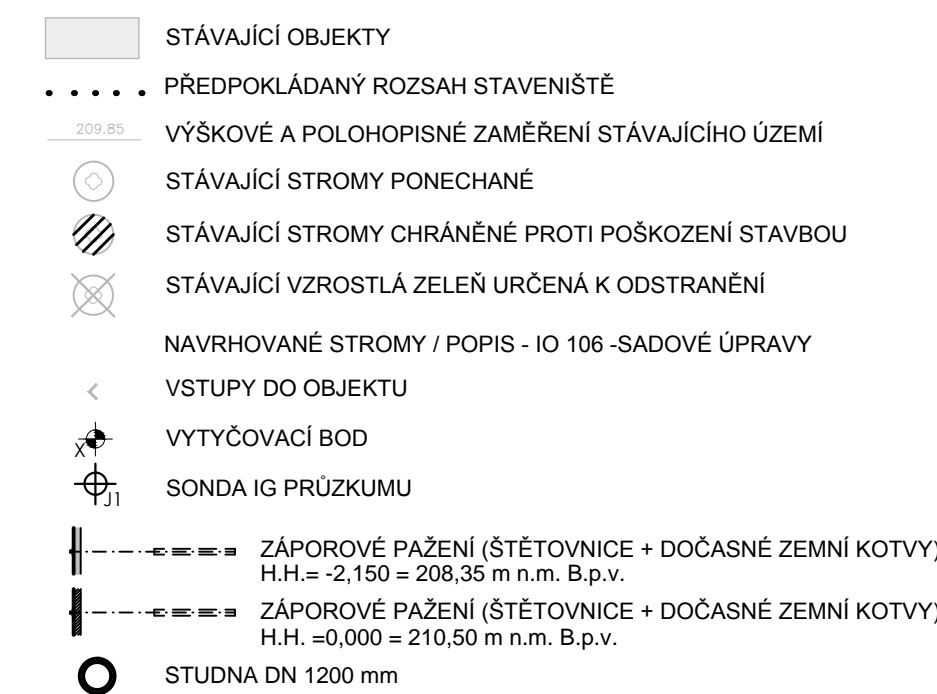 STÁVAJÍCÍ OBJEKTY
PŘEDPOKLÁDANÝ ROZSAH STAVENIŠTĚ
209.85 VÝŠKOVÉ A POLOHOPISNÉ ZAMĚŘENÍ STÁVAJÍCÍHO ÚZEMÍ
STÁVAJÍCÍ STROMY PONECHANÉ
STÁVAJÍCÍ STROMY CHRÁNĚNÉ PROTI POŠKOZENÍ STAVBOU
STÁVAJÍCÍ VZROSTLÁ ZELEŇ URČENÁ K ODSTRANĚNÍ
NAVRHOVANÉ STROMY / POPIS - IO 106 -SADOVÉ ÚPRAVY
VSTUPY DO OBJEKTU
X VYTYČOVACÍ BOD
J1 SONDA IG PRŮZKUMU
ZÁPOROVÉ PAŽENÍ (ŠTĚTOVNICE + DOČASNÉ ZEMNÍ KOTVY)
H.H.= -2,150 = 208,35 m n.m. B.p.v.
ZÁPOROVÉ PAŽENÍ (ŠTĚTOVNICE + DOČASNÉ ZEMNÍ KOTVY)
H.H. =0,000 = 210,50 m n.m. B.p.v.
STUDNA DN 1200 mm